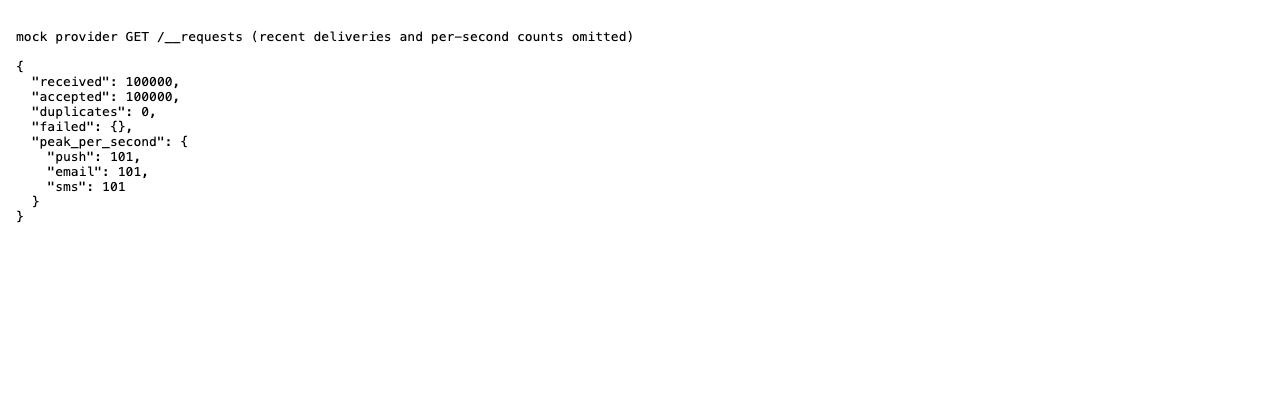 mock provider GET /__requests (recent deliveries and per-second counts omitted)
{
  "received": 100000,
  "accepted": 100000,
  "duplicates": 0,
  "failed": {},
  "peak_per_second": {
    "push": 101,
    "email": 101,
    "sms": 101
  }
}